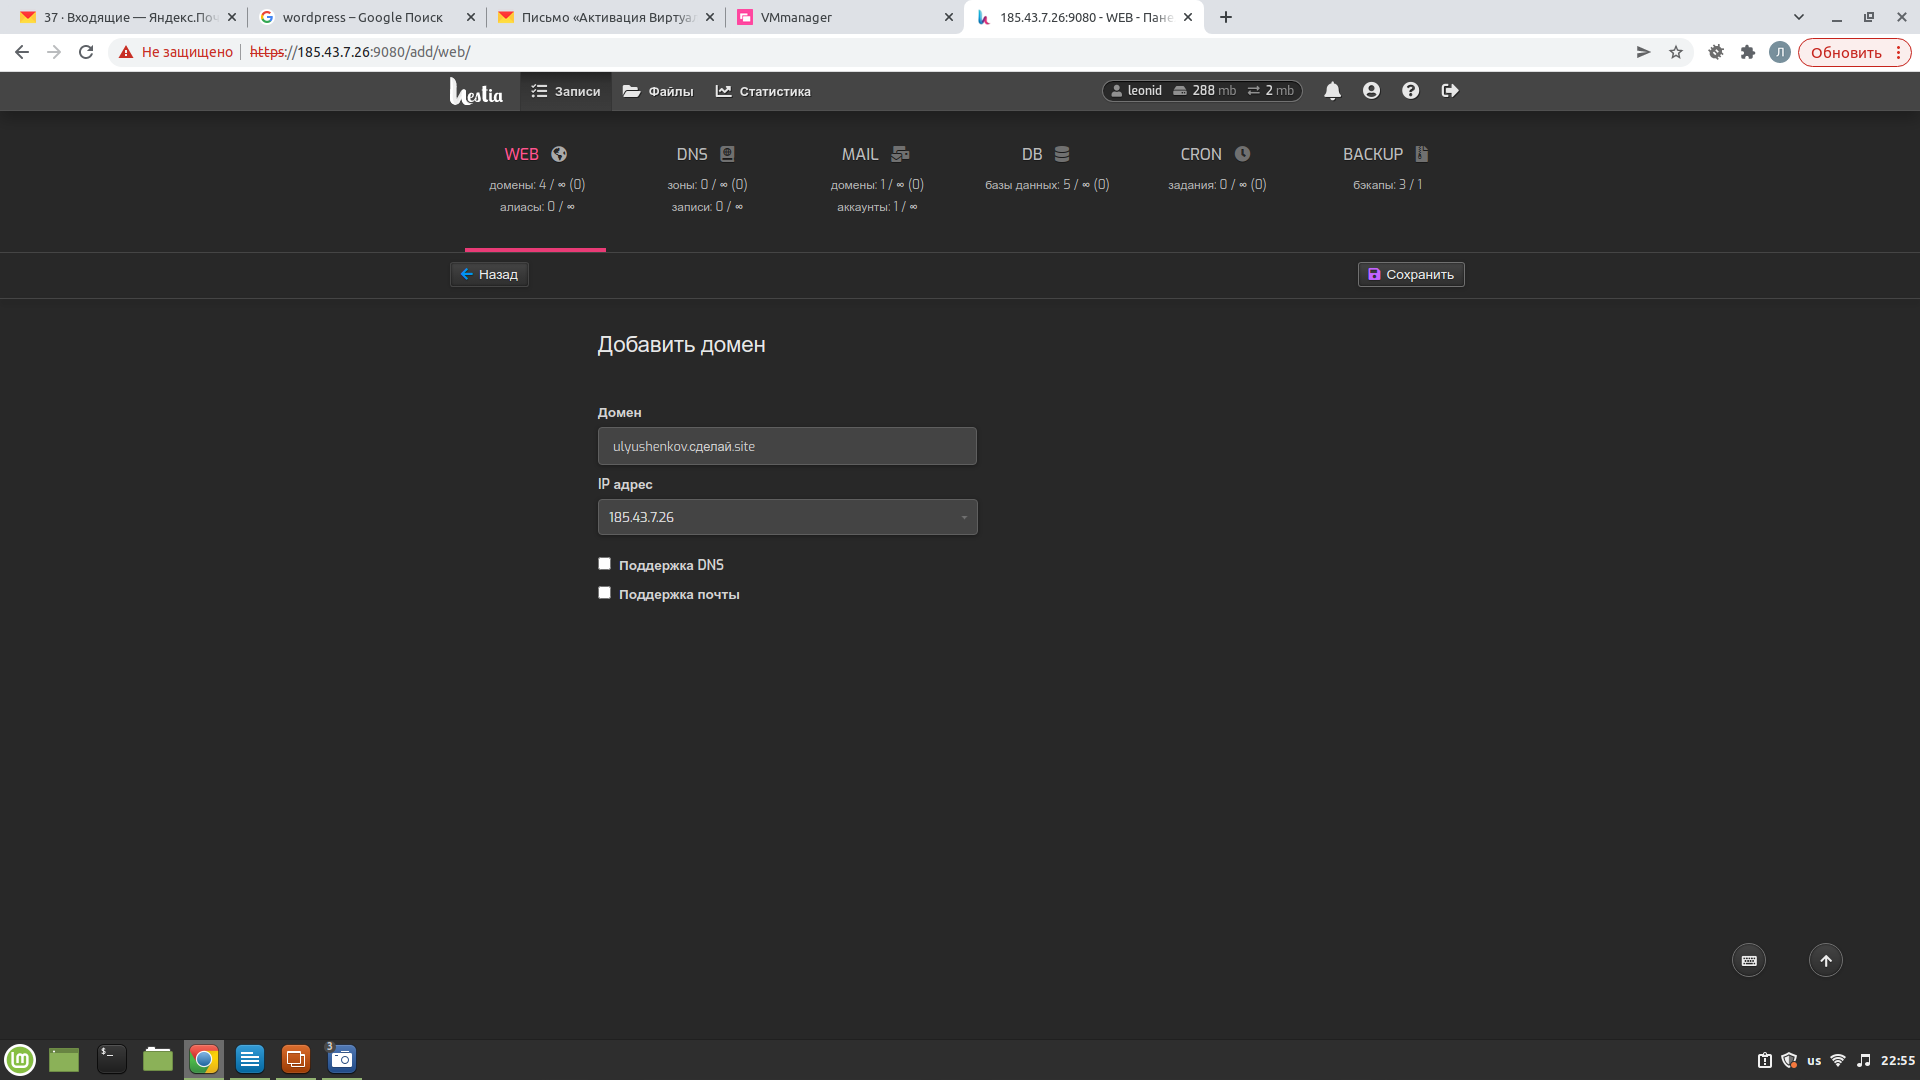 37 · Входящие — Яндекс.Поч
wordpress – Google Поиск
Письмо «Активация Виртуа
VMmanager
185.43.7.26:9080 - WEB - Пане
Не защищено
https://185.43.7.26:9080/add/web/
Л
Обновить
hestia
Записи
Файлы
Статистика
leonid 288 mb 2 mb
WEB
домены: 4 / ∞ (0)
алиасы: 0 / ∞
DNS
зоны: 0 / ∞ (0)
записи: 0 / ∞
MAIL
домены: 1 / ∞ (0)
аккаунты: 1 / ∞
DB
базы данных: 5 / ∞ (0)
CRON
задания: 0 / ∞ (0)
BACKUP
бэкапы: 3 / 1
Назад
Сохранить
Добавить домен
Домен
ulyushenkov.сделай.site
IP адрес
185.43.7.26
Поддержка DNS
Поддержка почты
3
us
22:55